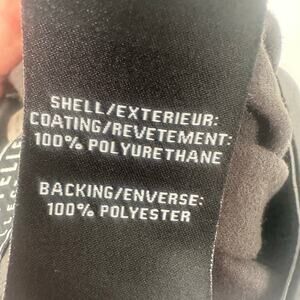 SHELL/EXTERIEUR:
COATING/REVETEMENT:
100% POLYURETHANE
BACKING/ENVERSE:
100% POLYESTER